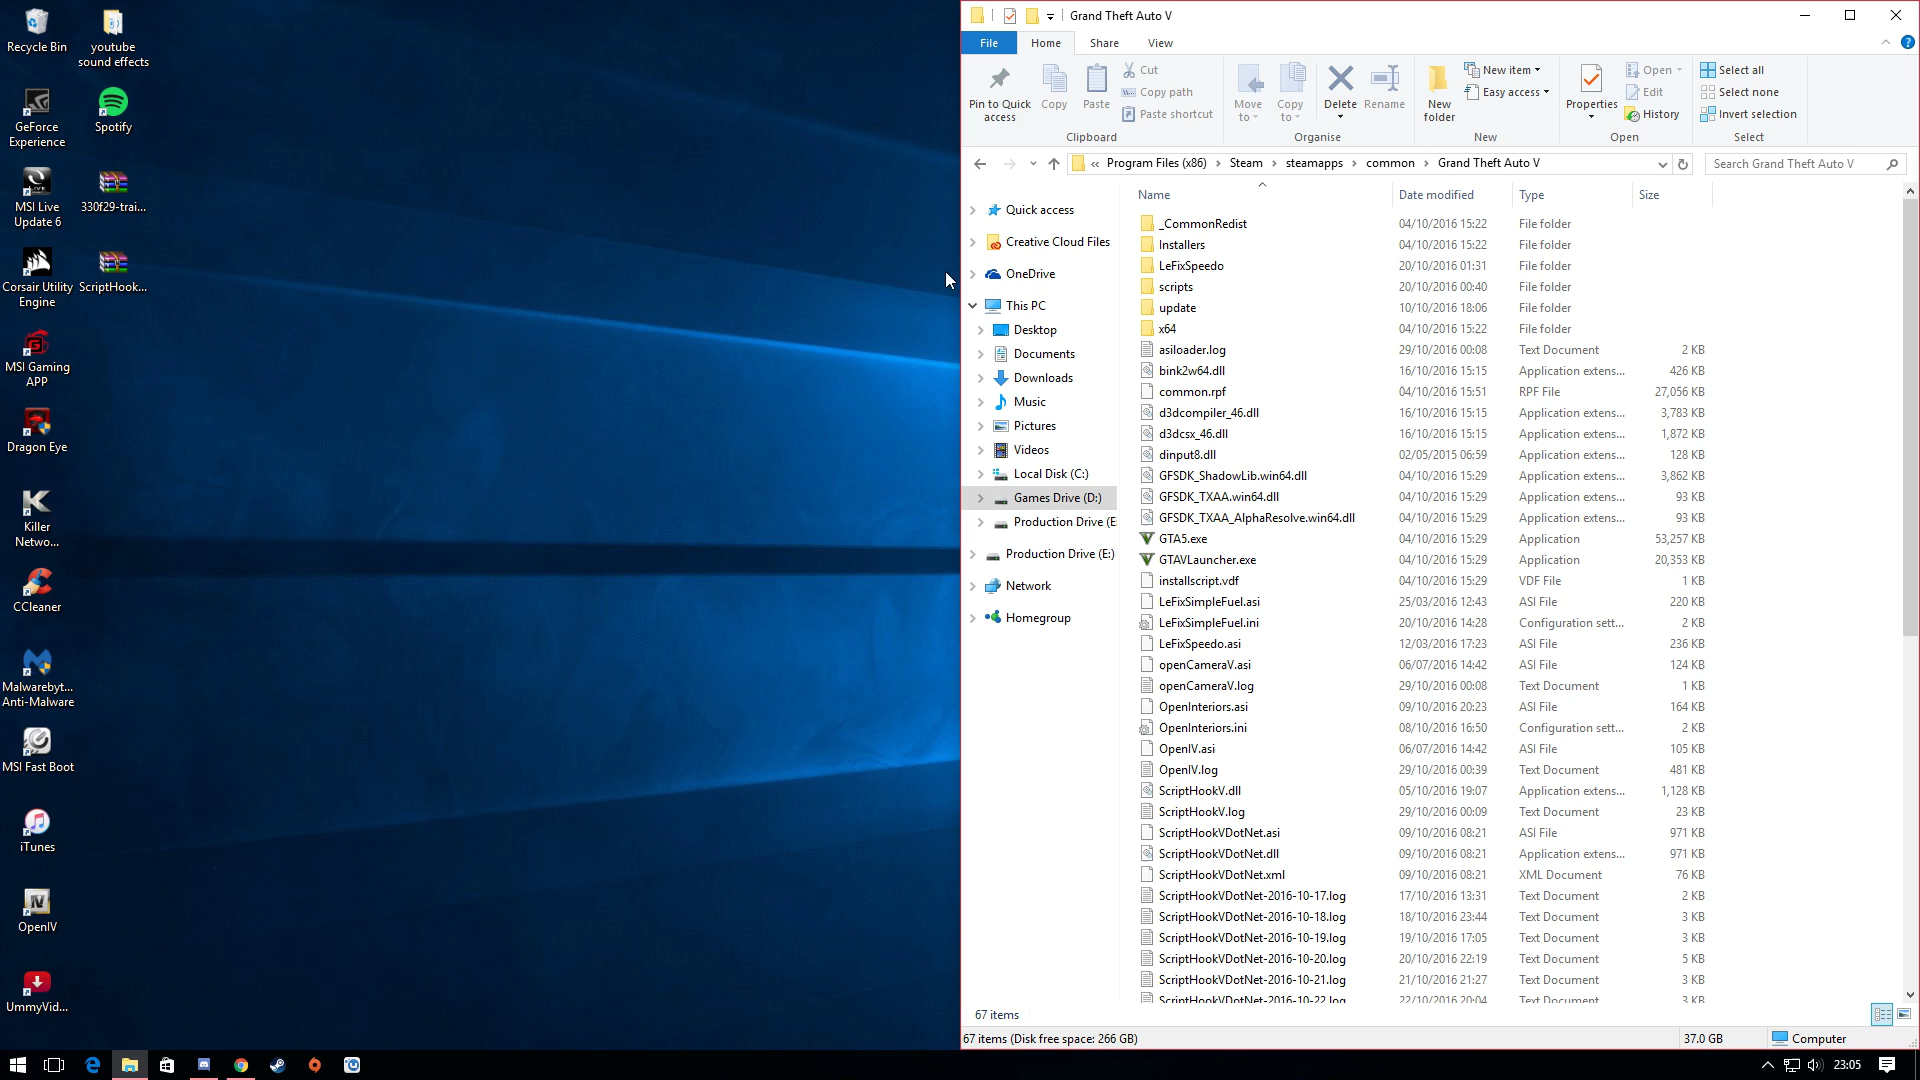 Recycle Bin
youtube
sound effects
GeForce
Experience
Spotify
MSI Live
Update 6
330f29-trai...
Corsair Utility
Engine
ScriptHook...
MSI Gaming
APP
Dragon Eye
Killer
Netwo...
CCleaner
Malwarebyt...
Anti-Malware
MSI Fast Boot
iTunes
OpenIV
UmmyVid...
Grand Theft Auto V
File Home Share View
Pin to Quick
access
Copy
Paste
Cut
Copy path
Paste shortcut
Clipboard
Move
to
Copy
to
Delete
Rename
Organise
New
folder
New item
Easy access
New
Properties
Open
Edit
History
Open
Select all
Select none
Invert selection
Select
« Program Files (x86) › Steam › steamapps › common › Grand Theft Auto V
Search Grand Theft Auto V
Quick access
Creative Cloud Files
OneDrive
This PC
Desktop
Documents
Downloads
Music
Pictures
Videos
Local Disk (C:)
Games Drive (D:)
Production Drive (E
Production Drive (E:)
Network
Homegroup
Name Date modified Type Size
_CommonRedist 04/10/2016 15:22 File folder
Installers 04/10/2016 15:22 File folder
LeFixSpeedo 20/10/2016 01:31 File folder
scripts 20/10/2016 00:40 File folder
update 10/10/2016 18:06 File folder
x64 04/10/2016 15:22 File folder
asiloader.log 29/10/2016 00:08 Text Document 2 KB
bink2w64.dll 16/10/2016 15:15 Application extens... 426 KB
common.rpf 04/10/2016 15:51 RPF File 27,056 KB
d3dcompiler_46.dll 16/10/2016 15:15 Application extens... 3,783 KB
d3dcsx_46.dll 16/10/2016 15:15 Application extens... 1,872 KB
dinput8.dll 02/05/2015 06:59 Application extens... 128 KB
GFSDK_ShadowLib.win64.dll 04/10/2016 15:29 Application extens... 3,862 KB
GFSDK_TXAA.win64.dll 04/10/2016 15:29 Application extens... 93 KB
GFSDK_TXAA_AlphaResolve.win64.dll 04/10/2016 15:29 Application extens... 93 KB
GTA5.exe 04/10/2016 15:29 Application 53,257 KB
GTAVLauncher.exe 04/10/2016 15:29 Application 20,353 KB
installscript.vdf 04/10/2016 15:29 VDF File 1 KB
LeFixSimpleFuel.asi 25/03/2016 12:43 ASI File 220 KB
LeFixSimpleFuel.ini 20/10/2016 14:28 Configuration sett... 2 KB
LeFixSpeedo.asi 12/03/2016 17:23 ASI File 236 KB
openCameraV.asi 06/07/2016 14:42 ASI File 124 KB
openCameraV.log 29/10/2016 00:08 Text Document 1 KB
OpenInteriors.asi 09/10/2016 20:23 ASI File 164 KB
OpenInteriors.ini 08/10/2016 16:50 Configuration sett... 2 KB
OpenIV.asi 06/07/2016 14:42 ASI File 105 KB
OpenIV.log 29/10/2016 00:39 Text Document 481 KB
ScriptHookV.dll 05/10/2016 19:07 Application extens... 1,128 KB
ScriptHookV.log 29/10/2016 00:09 Text Document 23 KB
ScriptHookVDotNet.asi 09/10/2016 08:21 ASI File 971 KB
ScriptHookVDotNet.dll 09/10/2016 08:21 Application extens... 971 KB
ScriptHookVDotNet.xml 09/10/2016 08:21 XML Document 76 KB
ScriptHookVDotNet-2016-10-17.log 17/10/2016 13:31 Text Document 2 KB
ScriptHookVDotNet-2016-10-18.log 18/10/2016 23:44 Text Document 3 KB
ScriptHookVDotNet-2016-10-19.log 19/10/2016 17:05 Text Document 3 KB
ScriptHookVDotNet-2016-10-20.log 20/10/2016 22:19 Text Document 5 KB
ScriptHookVDotNet-2016-10-21.log 21/10/2016 21:27 Text Document 3 KB
ScriptHookVDotNet-2016-10-22.log 22/10/2016 20:04 Text Document 3 KB
67 items
67 items (Disk free space: 266 GB) 37.0 GB Computer
23:05